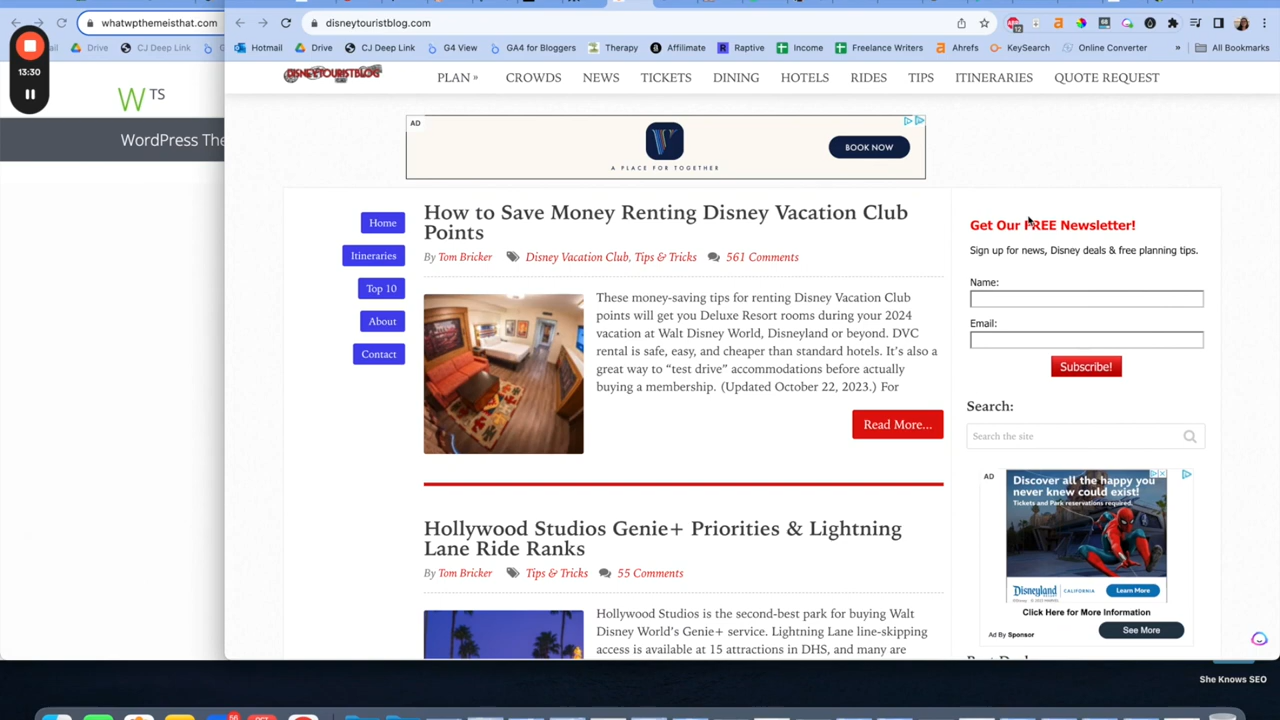 whatwpthemeisthat.com
disneytouristblog.com
12
Drive
CJ Deep Link
Hotmail
Drive
CJ Deep Link
G4 View
GA4 for Bloggers
Therapy
Affilimate
Raptive
Income
Freelance Writers
Ahrefs
KeySearch
Online Converter
»
All Bookmarks
13:30
W TS
WordPress The
DISNEYTOURISTBLOG
PLAN »
CROWDS
NEWS
TICKETS
DINING
HOTELS
RIDES
TIPS
ITINERARIES
QUOTE REQUEST
AD
A PLACE FOR TOGETHER
BOOK NOW
Home
Itineraries
Top 10
About
Contact
How to Save Money Renting Disney Vacation Club
Points
By Tom Bricker
Disney Vacation Club, Tips & Tricks
561 Comments
These money-saving tips for renting Disney Vacation Club
points will get you Deluxe Resort rooms during your 2024
vacation at Walt Disney World, Disneyland or beyond. DVC
rental is safe, easy, and cheaper than standard hotels. It's also a
great way to “test drive” accommodations before actually
buying a membership. (Updated October 22, 2023.) For
Read More...
Hollywood Studios Genie+ Priorities & Lightning
Lane Ride Ranks
By Tom Bricker
Tips & Tricks
55 Comments
Hollywood Studios is the second-best park for buying Walt
Disney World's Genie+ service. Lightning Lane line-skipping
access is available at 15 attractions in DHS, and many are
Get Our FREE Newsletter!
Sign up for news, Disney deals & free planning tips.
Name:
Email:
Subscribe!
Search:
Search the site
AD
Discover all the happy you
never knew could exist!
Tickets and Park reservations required.
Disneyland
CALIFORNIA
Learn More
Click Here for More Information
Ad By Sponsor
See More
She Knows SEO